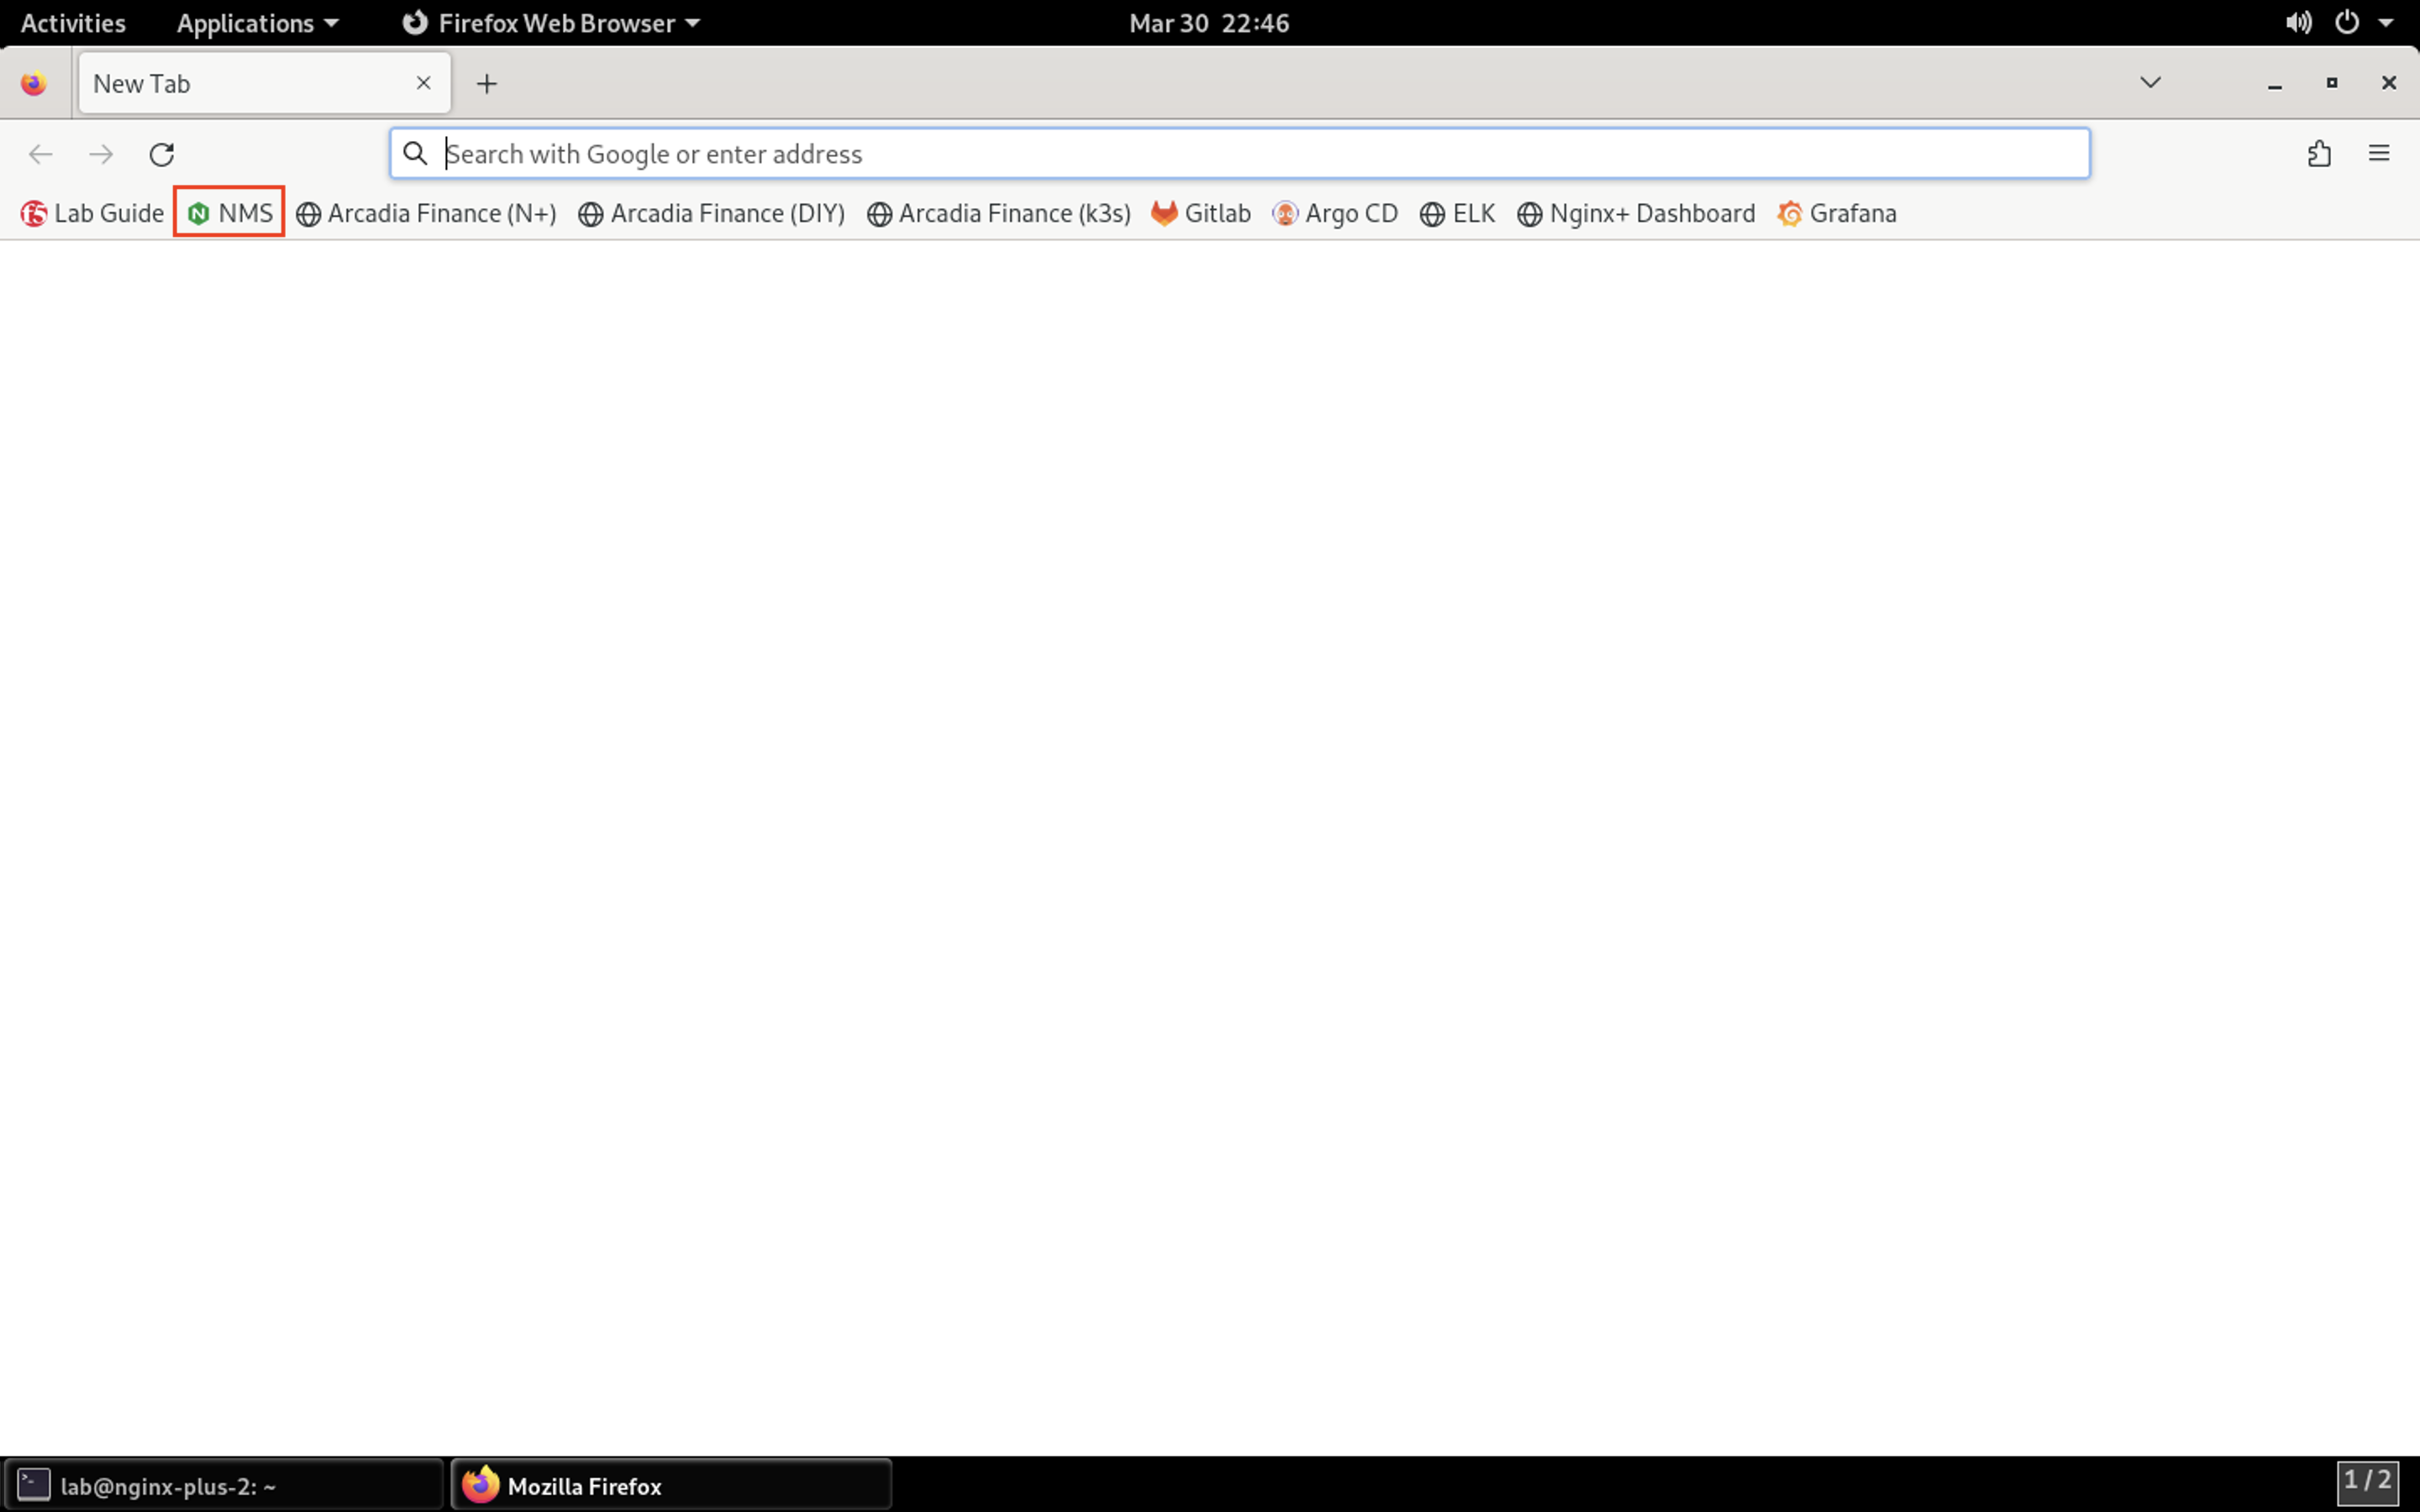 Activities Applications Firefox Web Browser Mar 30 22:46
New Tab
Search with Google or enter address
Lab Guide NMS Arcadia Finance (N+) Arcadia Finance (DIY) Arcadia Finance (k3s) Gitlab Argo CD ELK Nginx+ Dashboard Grafana
lab@nginx-plus-2: ~ Mozilla Firefox 1 / 2